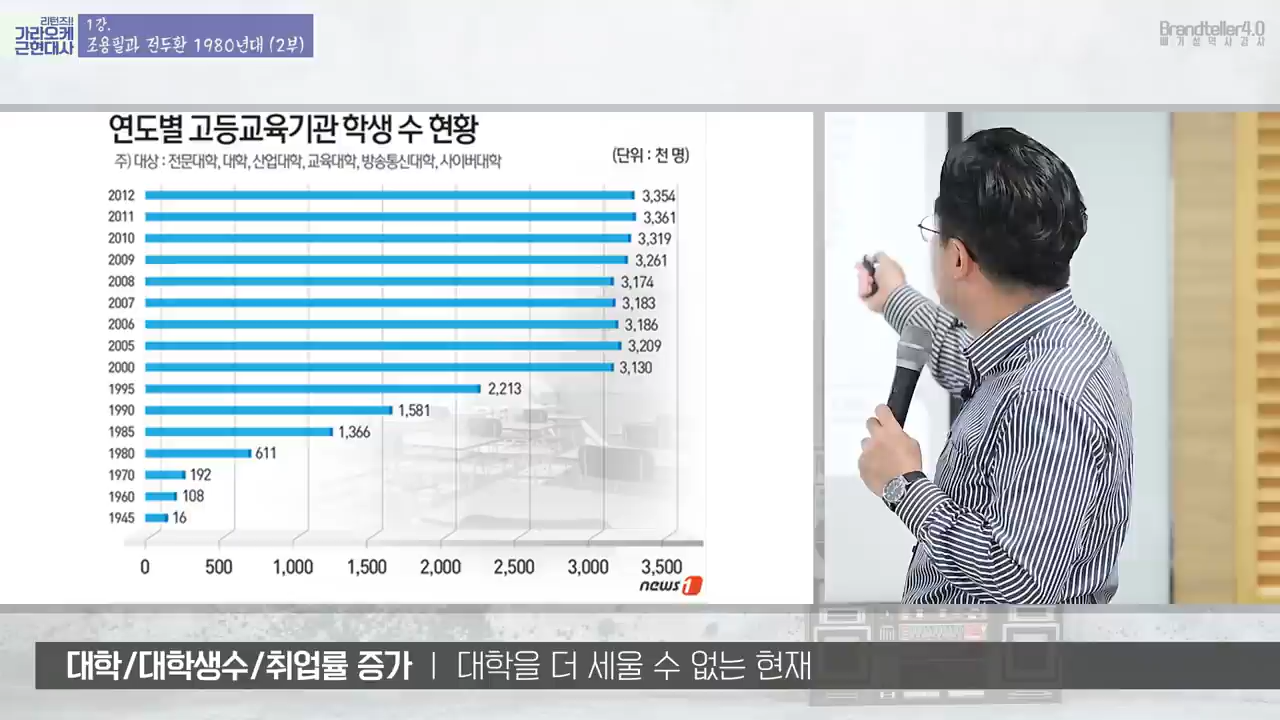 리턴즈!!
가라오케
근현대사
1강.
조용필과 전두환 1980년대 (2부)
Brandteller4.0
배기성역사강사
연도별 고등교육기관 학생 수 현황
주) 대상 : 전문대학, 대학, 산업대학, 교육대학, 방송통신대학, 사이버대학
(단위 : 천 명)
2012 3,354
2011 3,361
2010 3,319
2009 3,261
2008 3,174
2007 3,183
2006 3,186
2005 3,209
2000 3,130
1995 2,213
1990 1,581
1985 1,366
1980 611
1970 192
1960 108
1945 16
0 500 1,000 1,500 2,000 2,500 3,000 3,500
news1
대학/대학생수/취업률 증가 | 대학을 더 세울 수 없는 현재